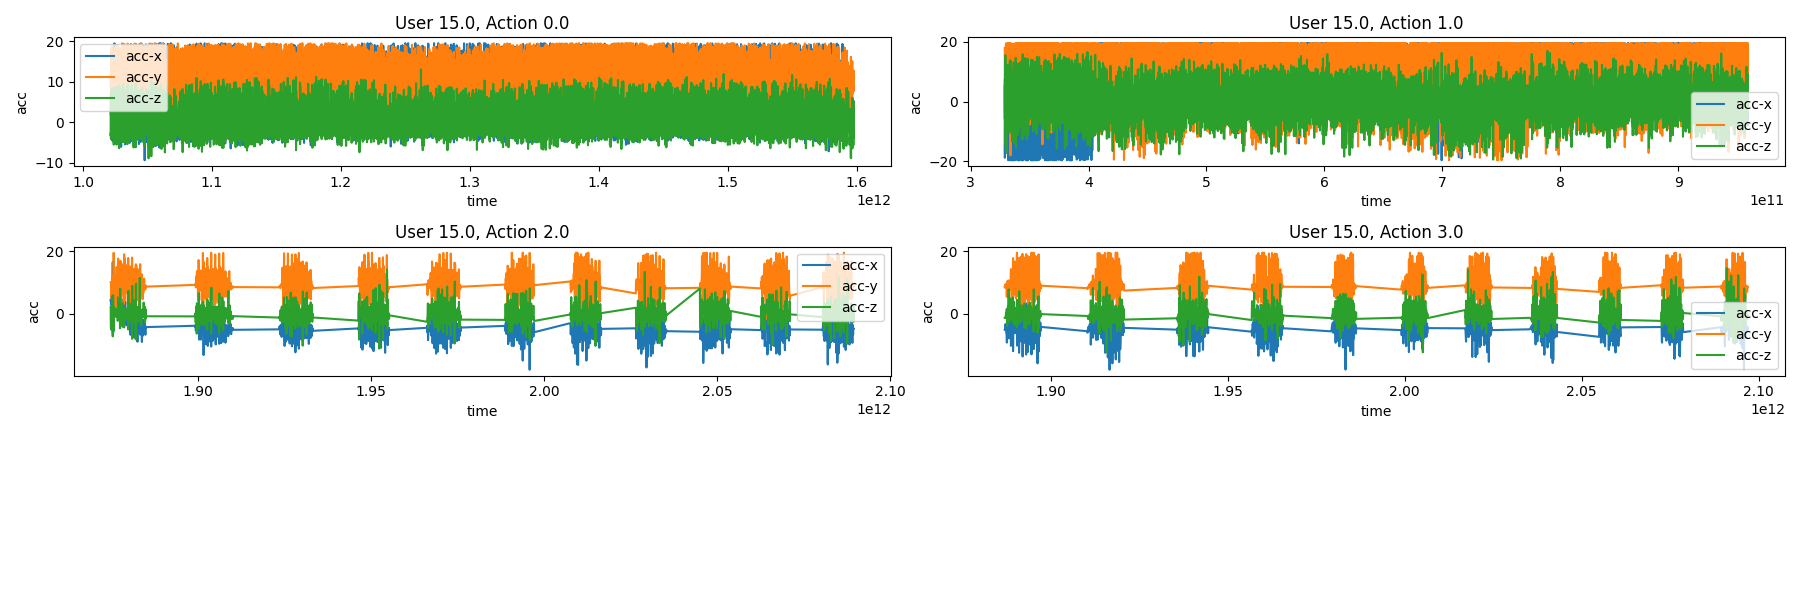 User 15.0, Action 0.0
20
10
0
−10
acc
acc-x
acc-y
acc-z
1.0 1.1 1.2 1.3 1.4 1.5 1.6
time
1e12
User 15.0, Action 1.0
20
0
−20
acc
acc-x
acc-y
acc-z
3 4 5 6 7 8 9
time
1e11
User 15.0, Action 2.0
20
0
acc
acc-x
acc-y
acc-z
1.90 1.95 2.00 2.05 2.10
time
1e12
User 15.0, Action 3.0
20
0
acc
acc-x
acc-y
acc-z
1.90 1.95 2.00 2.05 2.10
time
1e12